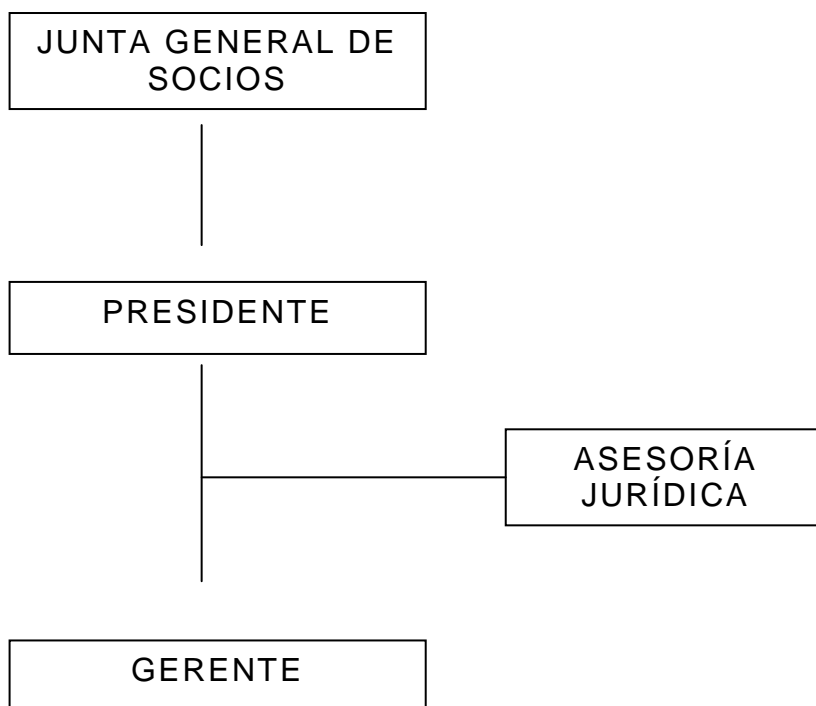 JUNTA GENERAL DE
SOCIOS
PRESIDENTE
ASESORÍA
JURÍDICA
GERENTE